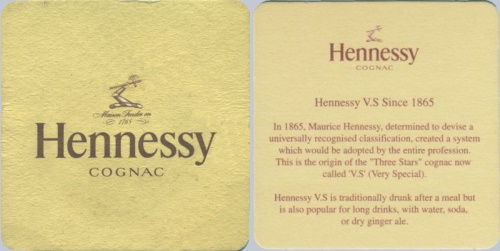 Maison Fondée en
1765
Hennessy
COGNAC
Hennessy
COGNAC
Hennessy V.S Since 1865
In 1865, Maurice Hennessy, determined to devise a
universally recognised classification, created a system
which would be adopted by the entire profession.
This is the origin of the "Three Stars" cognac now
called 'V.S' (Very Special).
Hennessy V.S is traditionally drunk after a meal but
is also popular for long drinks, with water, soda,
or dry ginger ale.